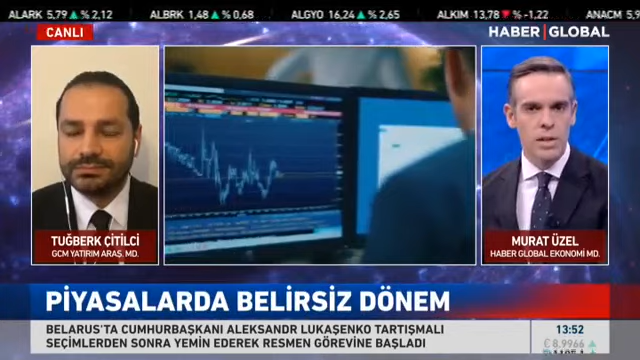 ALARK 5,79 ▲ % 2,12 ALBRK 1,48 ▲ % 0,68 ALGYO 16,24 ▲ % 2,65 ALKIM 13,78 ▼ % -1,22 ANACM 5,9
CANLI
HABER GLOBAL
TUĞBERK ÇİTİLCİ
GCM YATIRIM ARAŞ. MD.
MURAT ÜZEL
HABER GLOBAL EKONOMİ MD.
PİYASALARDA BELİRSİZ DÖNEM
BELARUS'TA CUMHURBAŞKANI ALEKSANDR LUKAŞENKO TARTIŞMALI
SEÇİMLERDEN SONRA YEMİN EDEREK RESMEN GÖREVİNE BAŞLADI
13:52
€ 8,9966